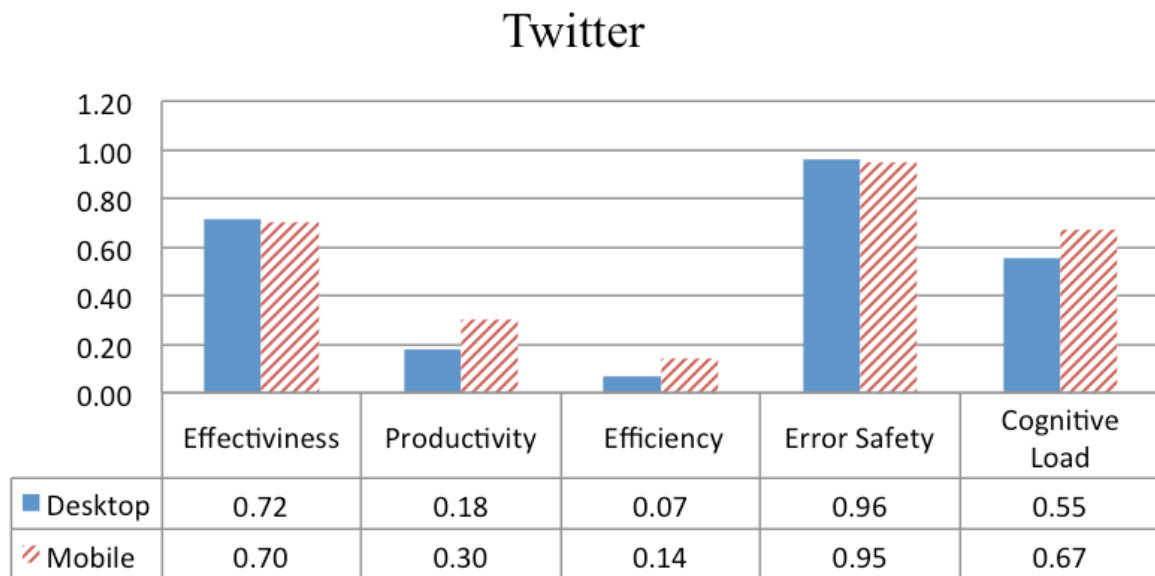 Twitter
1.20
1.00
0.80
0.60
0.40
0.20
0.00
Effectiviness Productivity Efficiency Error Safety Cognitive
Load
Desktop 0.72 0.18 0.07 0.96 0.55
Mobile 0.70 0.30 0.14 0.95 0.67